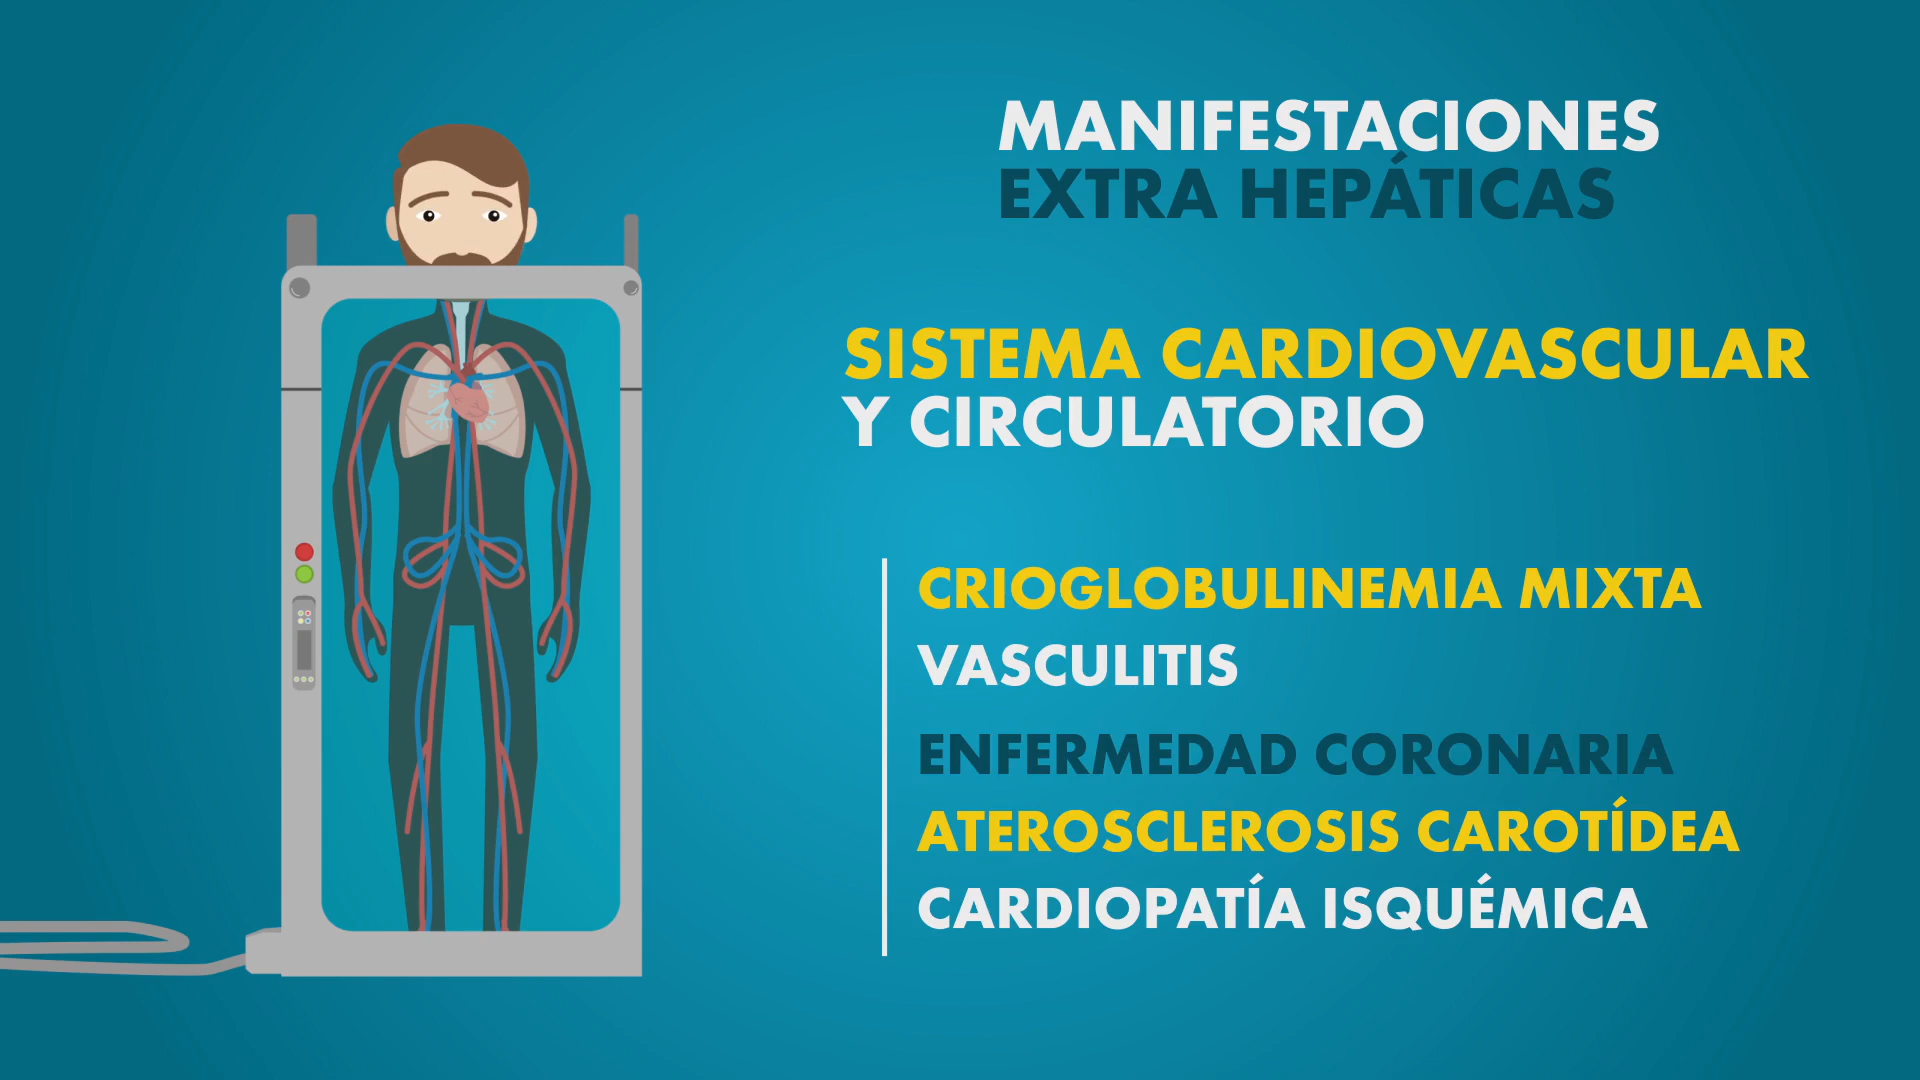 MANIFESTACIONES
EXTRA HEPÁTICAS
SISTEMA CARDIOVASCULAR
Y CIRCULATORIO
CRIOGLOBULINEMIA MIXTA
VASCULITIS
ENFERMEDAD CORONARIA
ATEROSCLEROSIS CAROTÍDEA
CARDIOPATÍA ISQUÉMICA